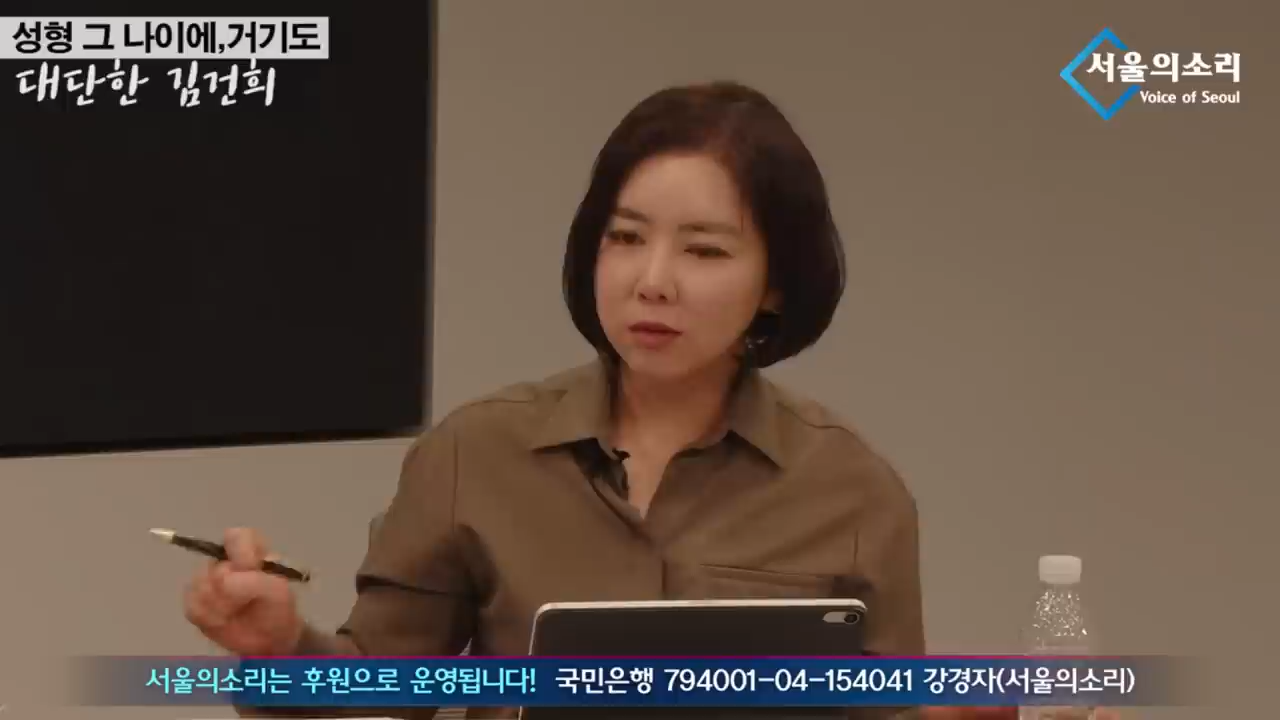 성형 그 나이에,거기도
대단한 김건희
서울의소리
Voice of Seoul
서울의소리는 후원으로 운영됩니다! 국민은행 794001-04-154041 강경자(서울의소리)